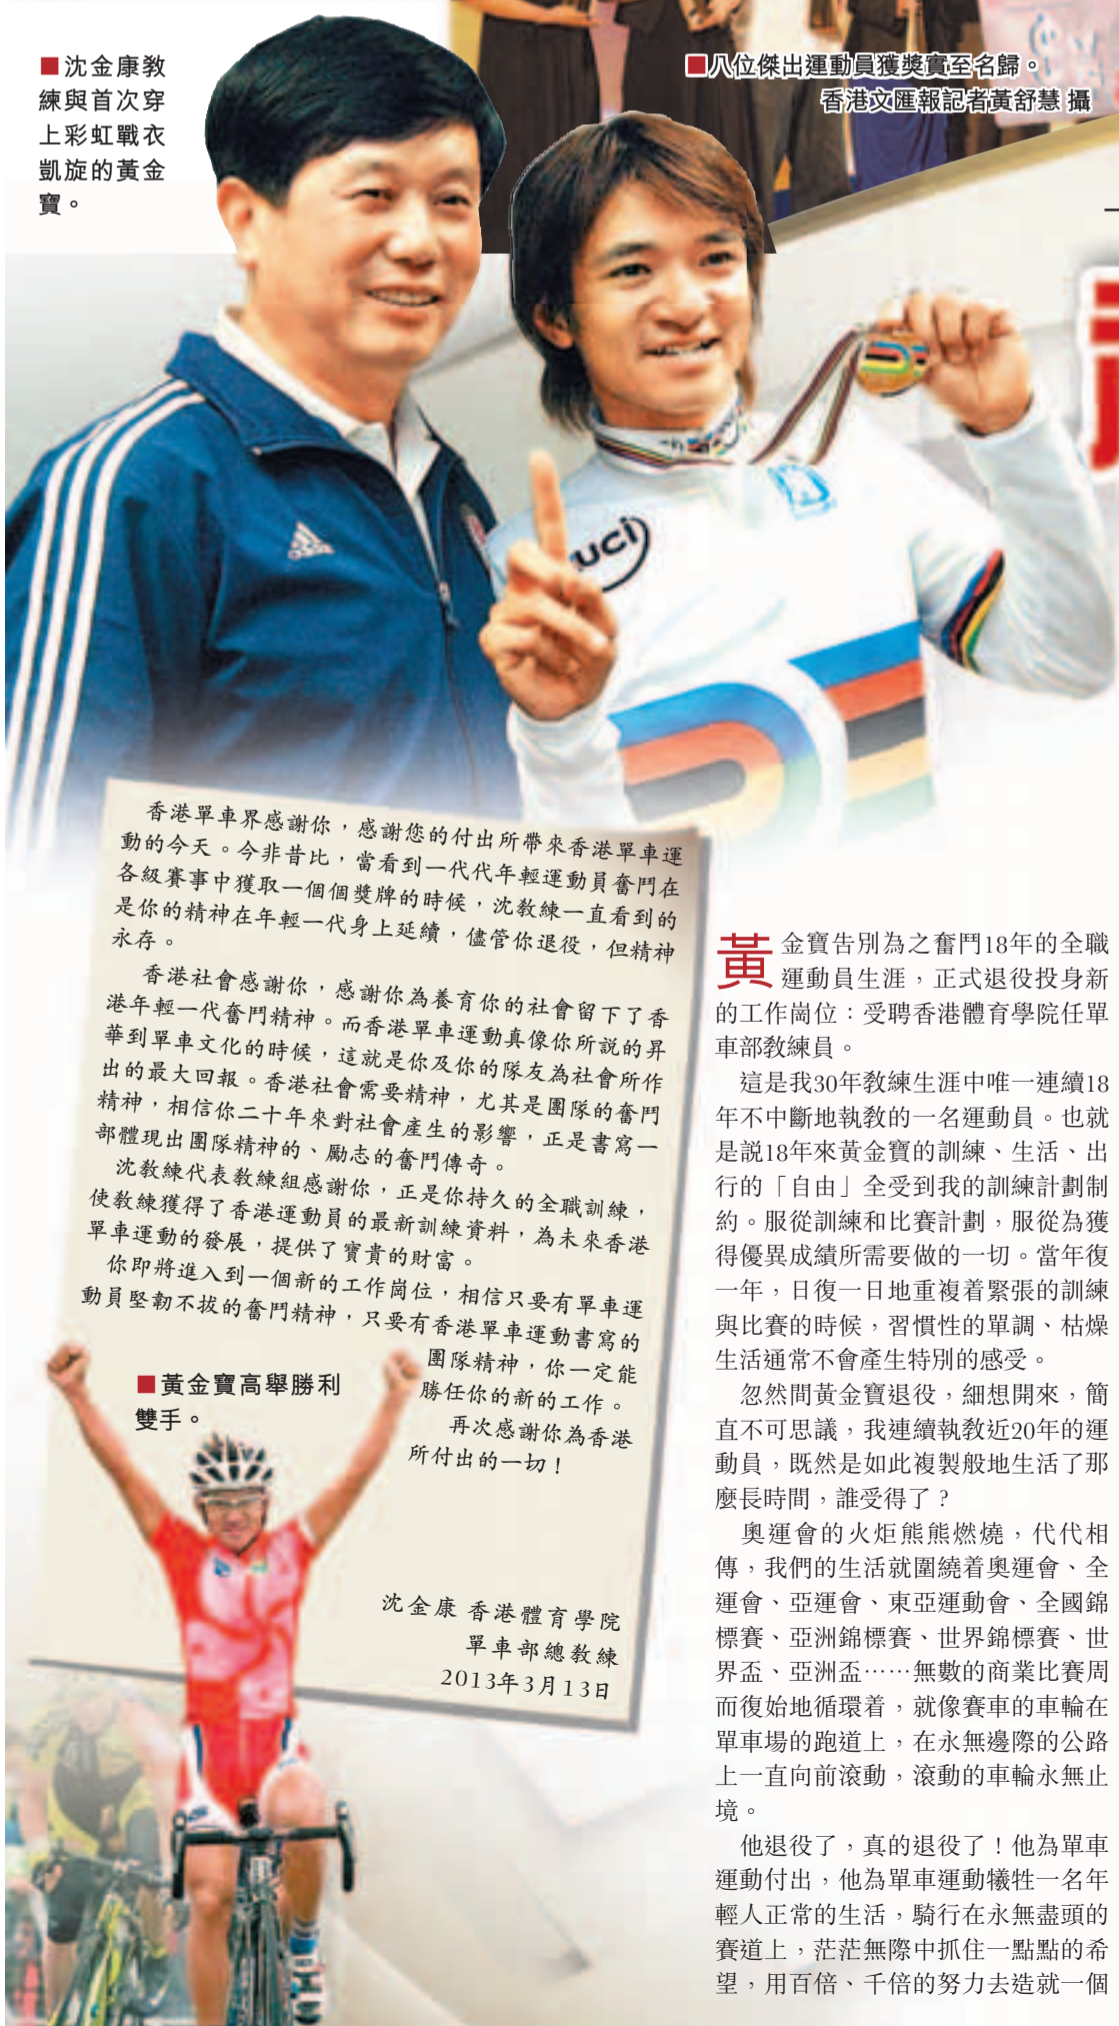 ■沈金康教
練與首次穿
上彩虹戰衣
凱旋的黃金
寶。
■八位傑出運動員獲獎實至名歸。
香港文匯報記者黃舒慧 攝
adidas
uci
香港單車界感謝你，感謝您的付出所帶來香港單車運
動的今天。今非昔比，當看到一代代年輕運動員奮鬥在
各級賽事中獲取一個個獎牌的時候，沈教練一直看到的
是你的精神在年輕一代身上延續，儘管你退役，但精神
永存。
香港社會感謝你，感謝你為養育你的社會留下了香
港年輕一代奮鬥精神。而香港單車運動真像你所說的昇
華到單車文化的時候，這就是你及你的隊友為社會所作
出的最大回報。香港社會需要精神，尤其是團隊的奮鬥
精神，相信你二十年來對社會產生的影響，正是書寫一
部體現出團隊精神的、勵志的奮鬥傳奇。
沈教練代表教練組感謝你，正是你持久的全職訓練，
使教練獲得了香港運動員的最新訓練資料，為未來香港
單車運動的發展，提供了寶貴的財富。
你即將進入到一個新的工作崗位，相信只要有單車運
動員堅韌不拔的奮鬥精神，只要有香港單車運動書寫的
團隊精神，你一定能
勝任你的新的工作。
再次感謝你為香港
所付出的一切！
沈金康 香港體育學院
單車部總教練
2013年3月13日
■黃金寶高舉勝利
雙手。
黃金寶告別為之奮鬥18年的全職
運動員生涯，正式退役投身新
的工作崗位：受聘香港體育學院任單
車部教練員。
這是我30年教練生涯中唯一連續18
年不中斷地執教的一名運動員。也就
是説18年來黃金寶的訓練、生活、出
行的「自由」全受到我的訓練計劃制
約。服從訓練和比賽計劃，服從為獲
得優異成績所需要做的一切。當年復
一年，日復一日地重複着緊張的訓練
與比賽的時候，習慣性的單調、枯燥
生活通常不會產生特別的感受。
忽然間黃金寶退役，細想開來，簡
直不可思議，我連續執教近20年的運
動員，既然是如此複製般地生活了那
麼長時間，誰受得了？
奧運會的火炬熊熊燃燒，代代相
傳，我們的生活就圍繞着奧運會、全
運會、亞運會、東亞運動會、全國錦
標賽、亞洲錦標賽、世界錦標賽、世
界盃、亞洲盃……無數的商業比賽周
而復始地循環着，就像賽車的車輪在
單車場的跑道上，在永無邊際的公路
上一直向前滾動，滾動的車輪永無止
境。
他退役了，真的退役了！他為單車
運動付出，他為單車運動犧牲一名年
輕人正常的生活，騎行在永無盡頭的
賽道上，茫茫無際中抓住一點點的希
望，用百倍、千倍的努力去造就一個